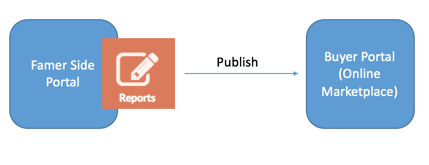 Famer Side
Portal
Reports
Publish
Buyer Portal
(Online
Marketplace)